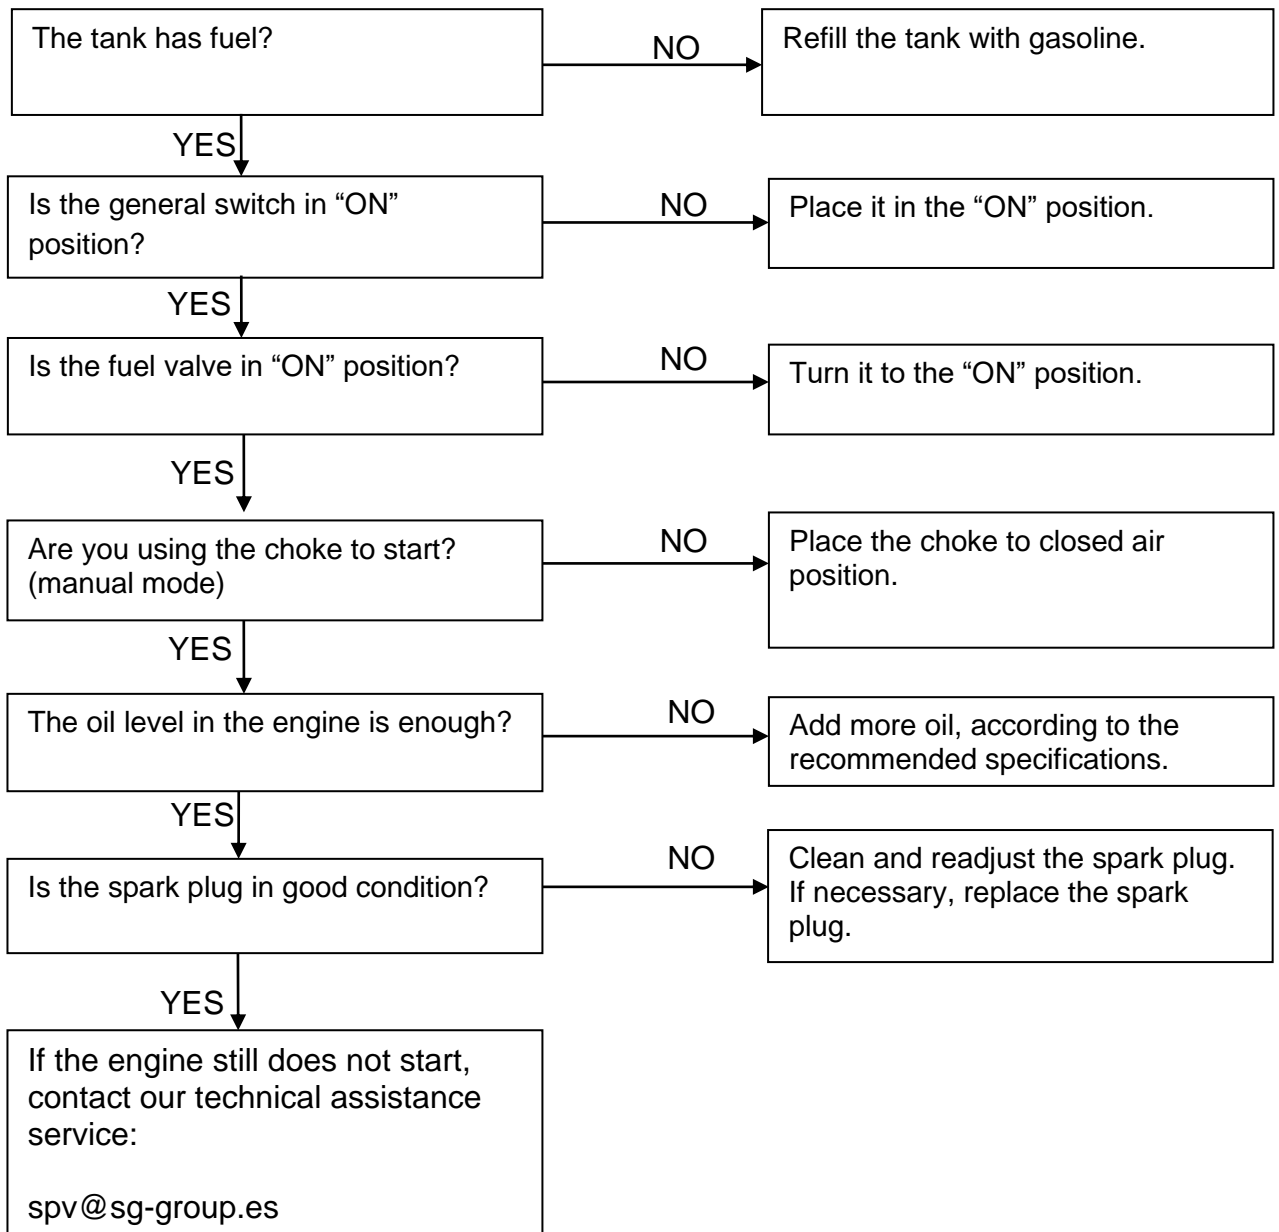 The tank has fuel?
NO
Refill the tank with gasoline.
YES
Is the general switch in “ON”
position?
NO
Place it in the “ON” position.
YES
Is the fuel valve in “ON” position?
NO
Turn it to the “ON” position.
YES
Are you using the choke to start?
(manual mode)
NO
Place the choke to closed air
position.
YES
The oil level in the engine is enough?
NO
Add more oil, according to the
recommended specifications.
YES
Is the spark plug in good condition?
NO
Clean and readjust the spark plug.
If necessary, replace the spark
plug.
YES
If the engine still does not start,
contact our technical assistance
service:
spv@sg-group.es